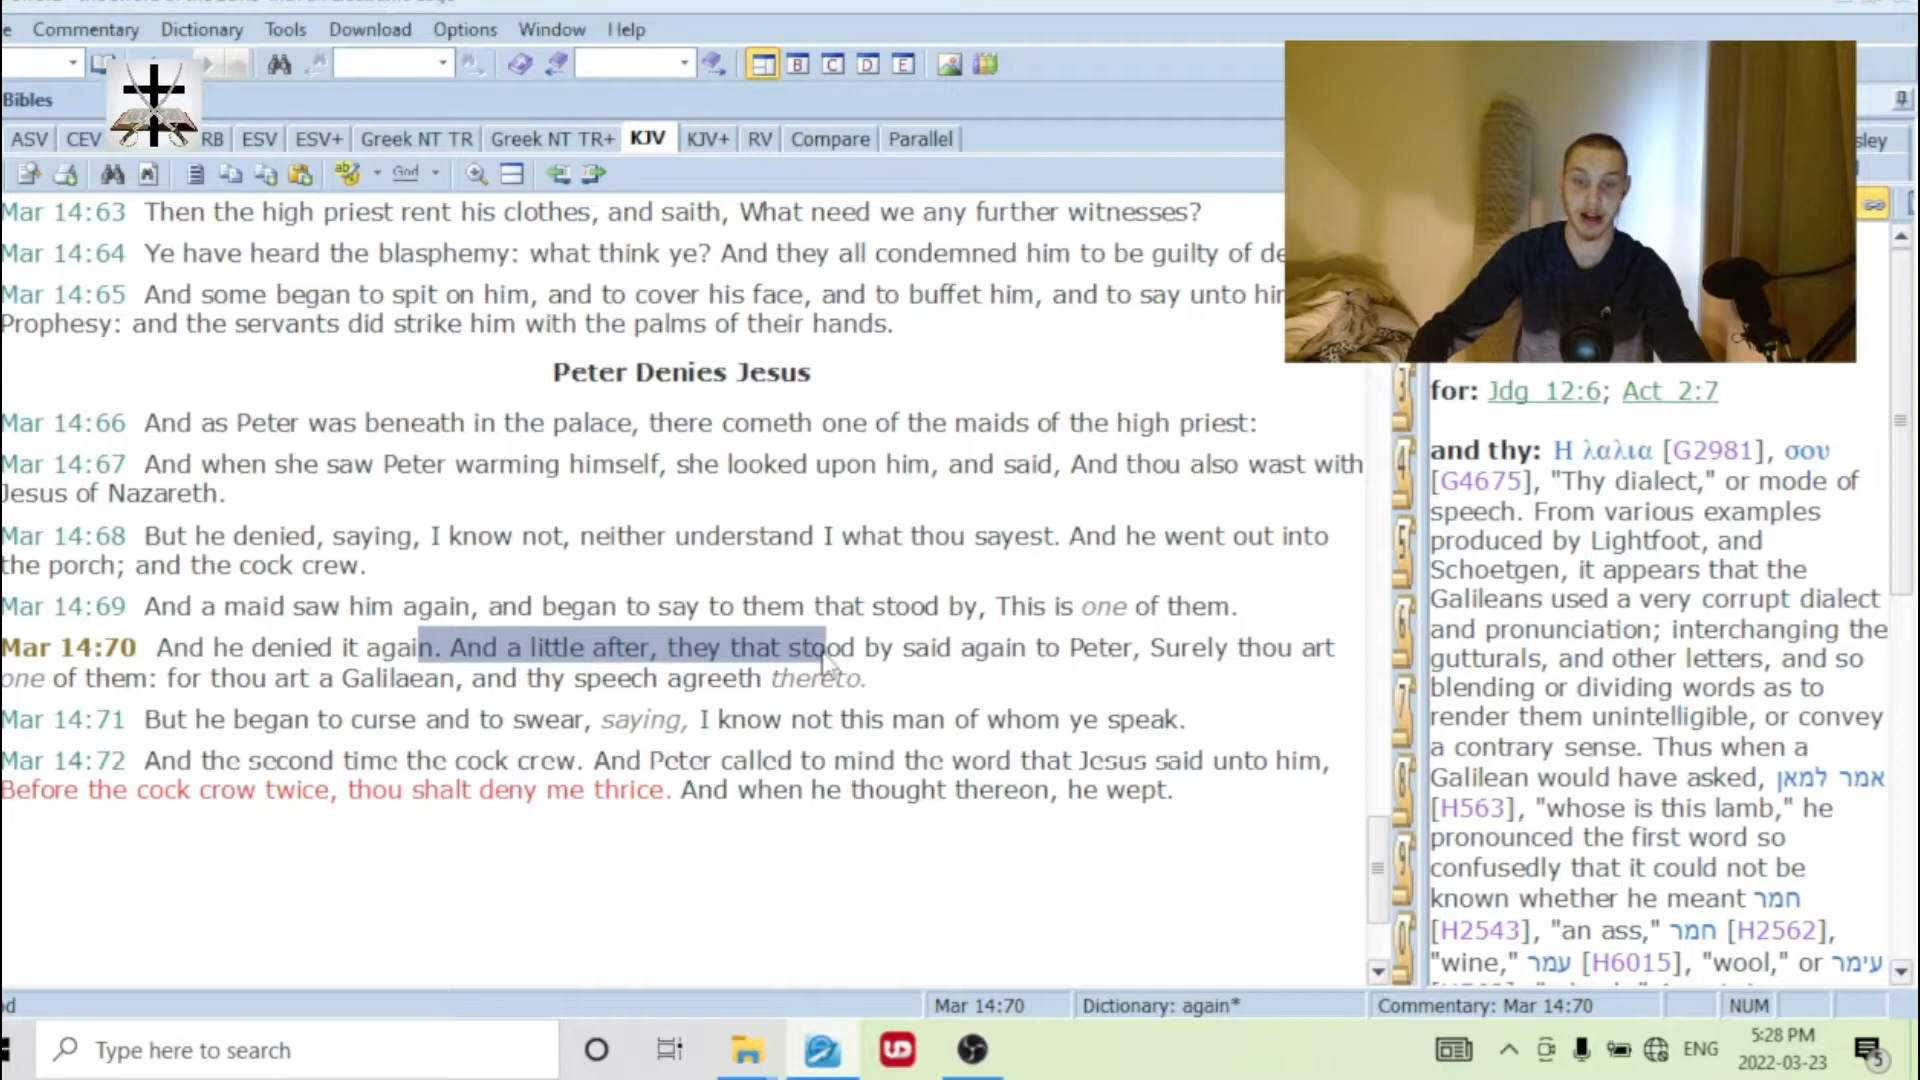 Commentary Dictionary Tools Download Options Window Help
B C D E
Bibles
ASV CEV RB ESV ESV+ Greek NT TR Greek NT TR+ KJV KJV+ RV Compare Parallel
sley
God
Mar 14:63 Then the high priest rent his clothes, and saith, What need we any further witnesses?
Mar 14:64 Ye have heard the blasphemy: what think ye? And they all condemned him to be guilty of de
Mar 14:65 And some began to spit on him, and to cover his face, and to buffet him, and to say unto hi
Prophesy: and the servants did strike him with the palms of their hands.
Peter Denies Jesus
Mar 14:66 And as Peter was beneath in the palace, there cometh one of the maids of the high priest:
Mar 14:67 And when she saw Peter warming himself, she looked upon him, and said, And thou also wast with
Jesus of Nazareth.
Mar 14:68 But he denied, saying, I know not, neither understand I what thou sayest. And he went out into
the porch; and the cock crew.
Mar 14:69 And a maid saw him again, and began to say to them that stood by, This is one of them.
Mar 14:70 And he denied it again. And a little after, they that stood by said again to Peter, Surely thou art
one of them: for thou art a Galilaean, and thy speech agreeth thereto.
Mar 14:71 But he began to curse and to swear, saying, I know not this man of whom ye speak.
Mar 14:72 And the second time the cock crew. And Peter called to mind the word that Jesus said unto him,
Before the cock crow twice, thou shalt deny me thrice. And when he thought thereon, he wept.
for: Jdg 12:6; Act 2:7
and thy: Η λαλια [G2981], σου
[G4675], "Thy dialect," or mode of
speech. From various examples
produced by Lightfoot, and
Schoetgen, it appears that the
Galileans used a very corrupt dialect
and pronunciation; interchanging the
gutturals, and other letters, and so
blending or dividing words as to
render them unintelligible, or convey
a contrary sense. Thus when a
Galilean would have asked, אמר למאן
[H563], "whose is this lamb," he
pronounced the first word so
confusedly that it could not be
known whether he meant חמר
[H2543], "an ass," חמר [H2562],
"wine," עמר [H6015], "wool," or עימר
3
4
5
6
7
8
9
0
od Mar 14:70 Dictionary: again* Commentary: Mar 14:70 NUM
Type here to search
ENG
5:28 PM
2022-03-23
5